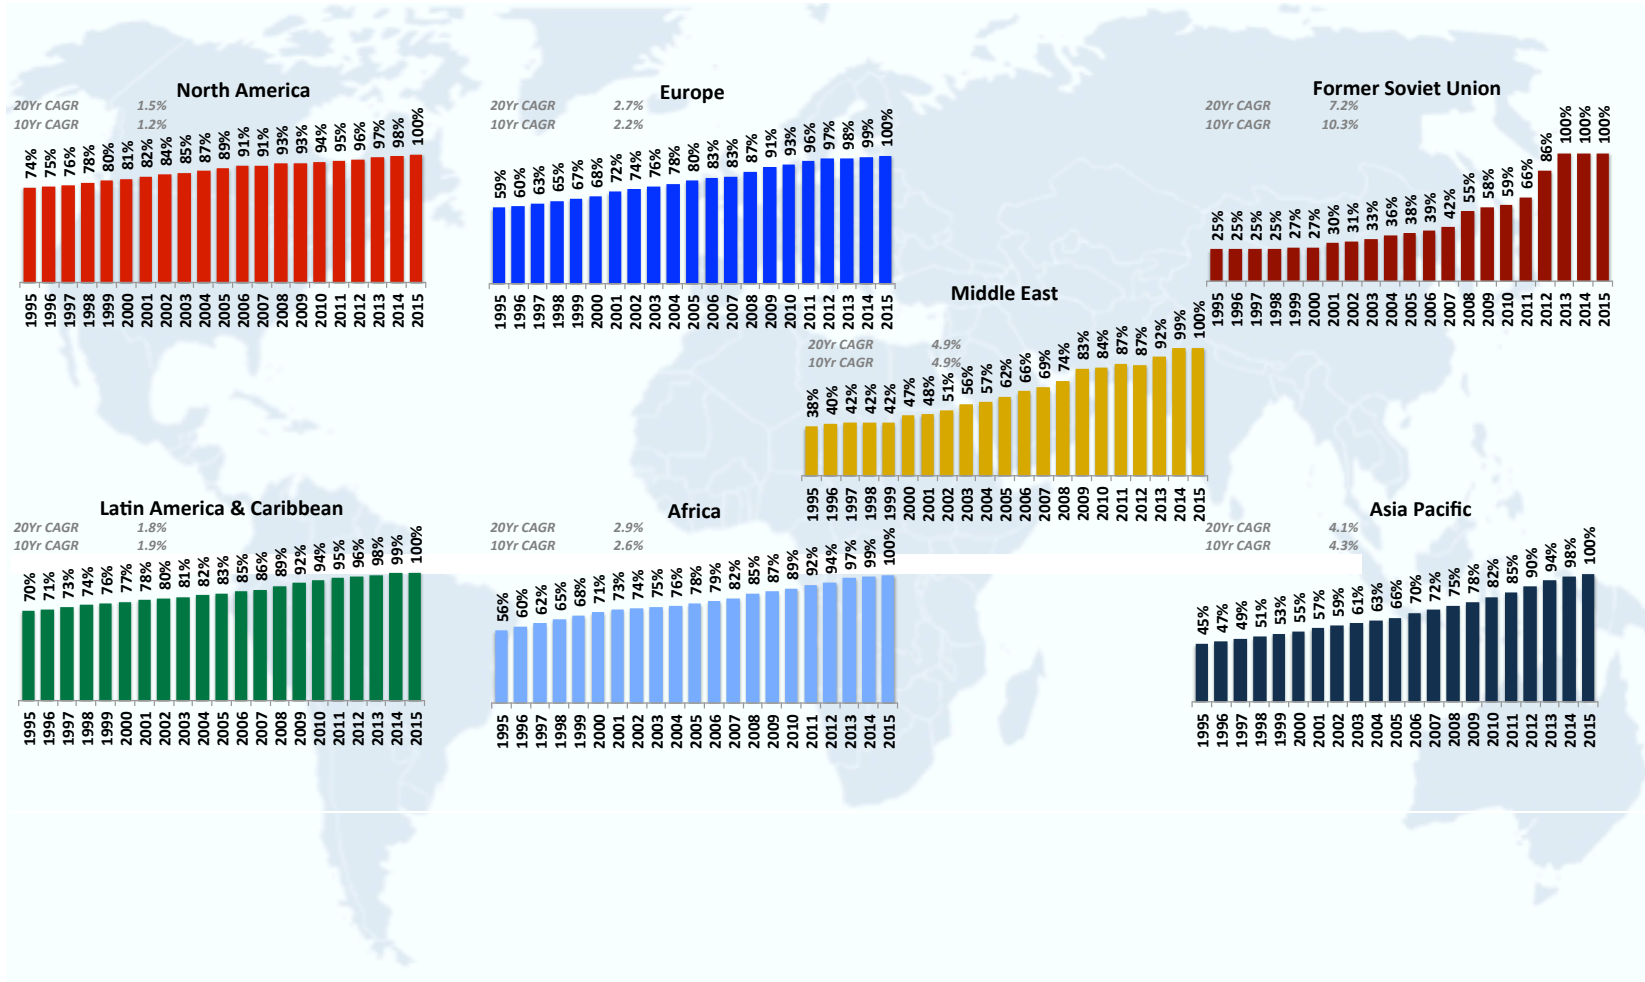 North America
20Yr CAGR 1.5%
10Yr CAGR 1.2%
74% 75% 76% 78% 80% 81% 82% 84% 85% 87% 89% 91% 91% 93% 93% 94% 95% 96% 97% 98% 100%
1995 1996 1997 1998 1999 2000 2001 2002 2003 2004 2005 2006 2007 2008 2009 2010 2011 2012 2013 2014 2015
Europe
20Yr CAGR 2.7%
10Yr CAGR 2.2%
59% 60% 63% 65% 67% 68% 72% 74% 76% 78% 80% 83% 83% 87% 91% 93% 96% 97% 98% 99% 100%
1995 1996 1997 1998 1999 2000 2001 2002 2003 2004 2005 2006 2007 2008 2009 2010 2011 2012 2013 2014 2015
Former Soviet Union
20Yr CAGR 7.2%
10Yr CAGR 10.3%
25% 25% 25% 25% 27% 27% 30% 31% 33% 36% 38% 39% 42% 55% 58% 59% 66% 86% 100% 100% 100%
1995 1996 1997 1998 1999 2000 2001 2002 2003 2004 2005 2006 2007 2008 2009 2010 2011 2012 2013 2014 2015
Middle East
20Yr CAGR 4.9%
10Yr CAGR 4.9%
38% 40% 42% 42% 42% 47% 48% 51% 56% 57% 62% 66% 69% 74% 83% 84% 87% 87% 92% 99% 100%
1995 1996 1997 1998 1999 2000 2001 2002 2003 2004 2005 2006 2007 2008 2009 2010 2011 2012 2013 2014 2015
Latin America & Caribbean
20Yr CAGR 1.8%
10Yr CAGR 1.9%
70% 71% 73% 74% 76% 77% 78% 80% 81% 82% 83% 85% 86% 89% 92% 94% 95% 96% 98% 99% 100%
1995 1996 1997 1998 1999 2000 2001 2002 2003 2004 2005 2006 2007 2008 2009 2010 2011 2012 2013 2014 2015
Africa
20Yr CAGR 2.9%
10Yr CAGR 2.6%
56% 60% 62% 65% 68% 71% 73% 74% 75% 76% 78% 79% 82% 85% 87% 89% 92% 94% 97% 99% 100%
1995 1996 1997 1998 1999 2000 2001 2002 2003 2004 2005 2006 2007 2008 2009 2010 2011 2012 2013 2014 2015
Asia Pacific
20Yr CAGR 4.1%
10Yr CAGR 4.3%
45% 47% 49% 51% 53% 55% 57% 59% 61% 63% 66% 70% 72% 75% 78% 82% 85% 90% 94% 98% 100%
1995 1996 1997 1998 1999 2000 2001 2002 2003 2004 2005 2006 2007 2008 2009 2010 2011 2012 2013 2014 2015